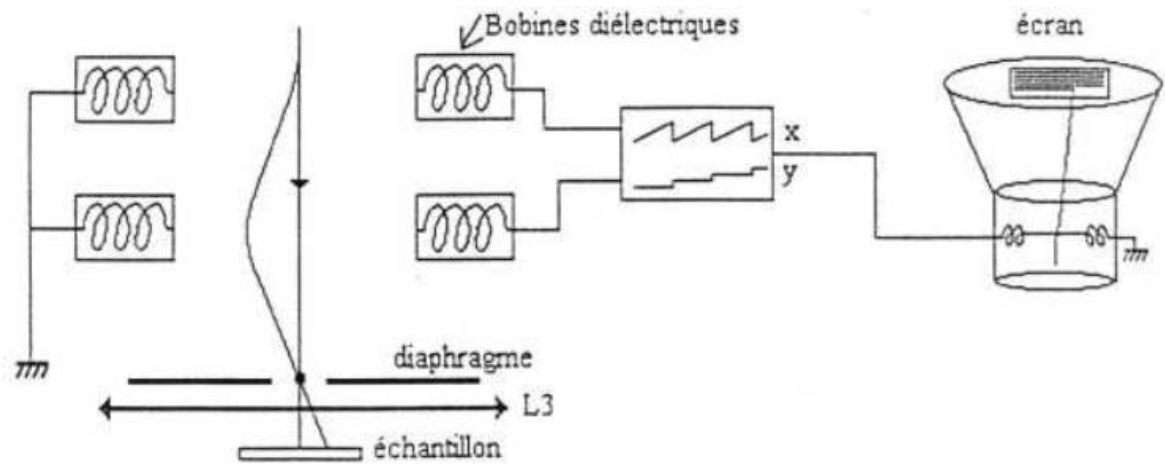 Bobines diélectriques
écran
x
y
diaphragme
L3
échantillon